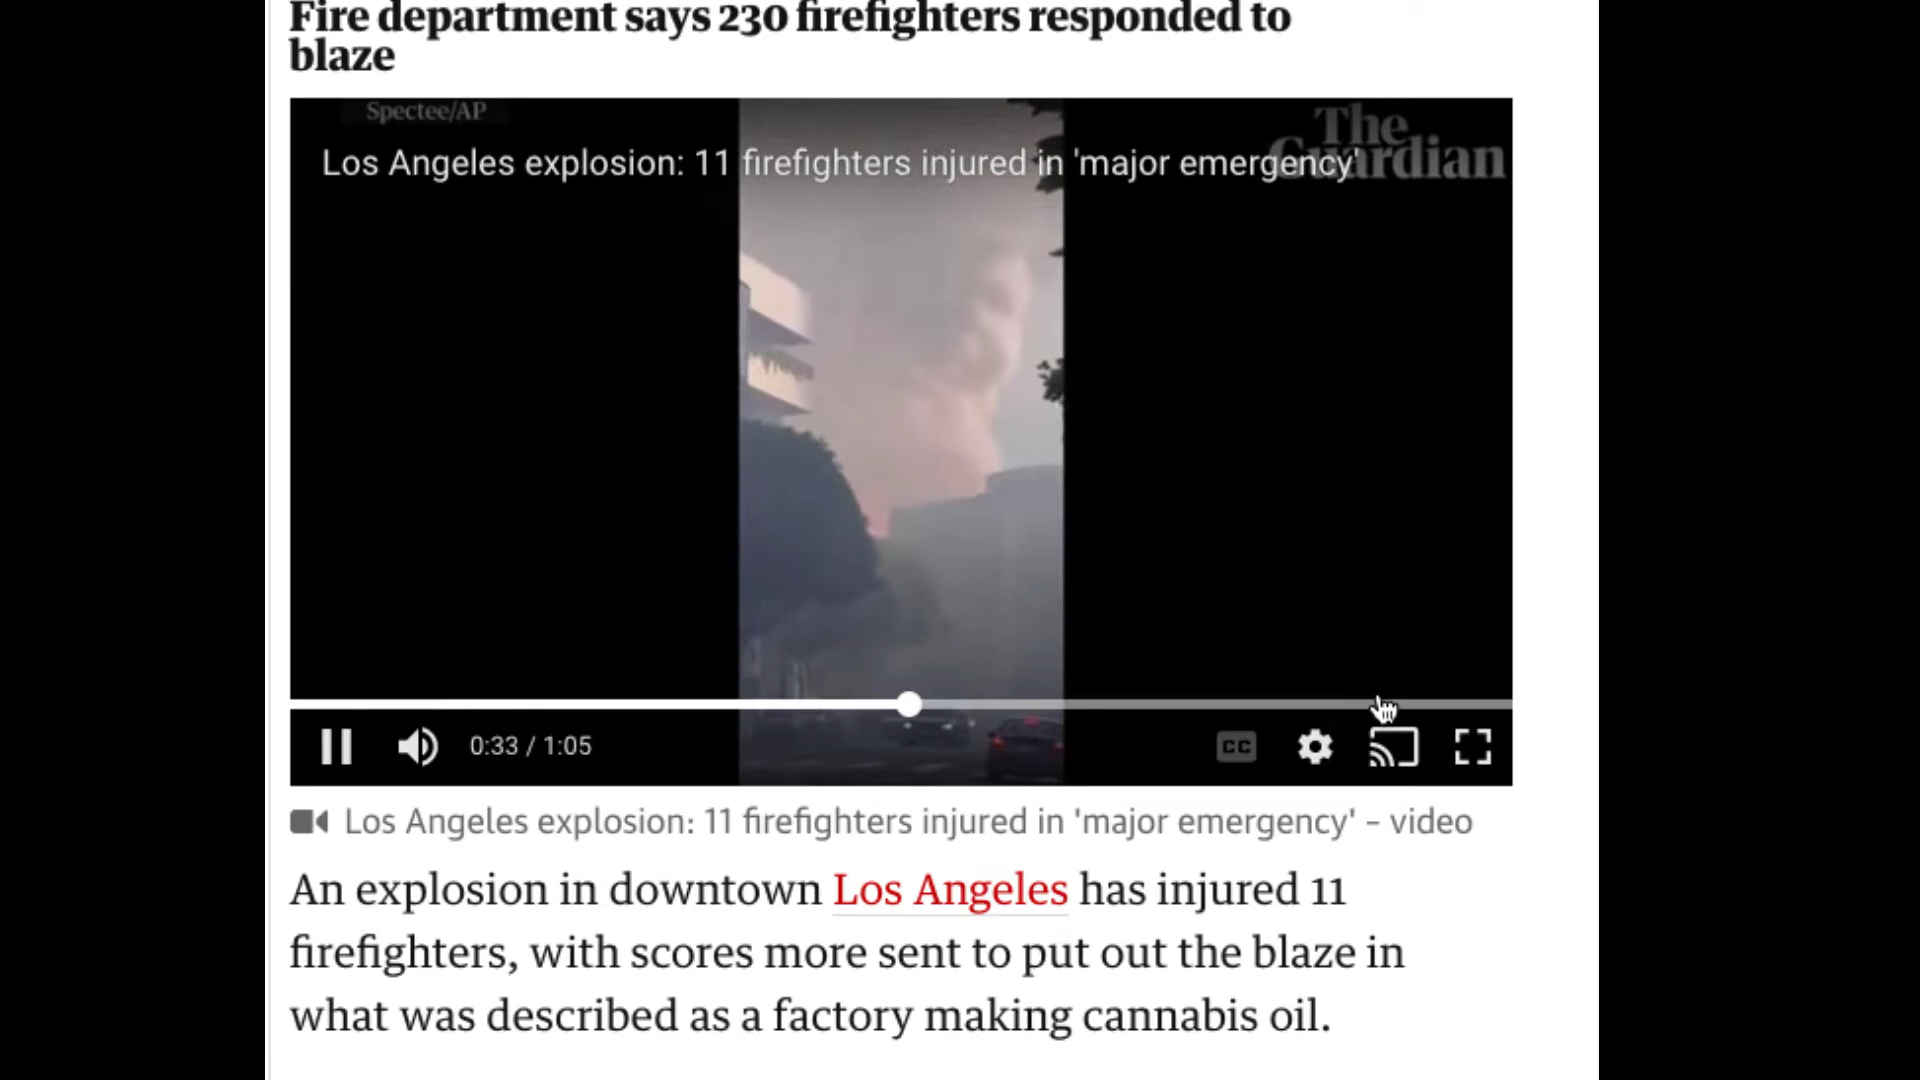 Fire department says 230 firefighters responded to
blaze
Spectee/AP
The
Guardian
Los Angeles explosion: 11 firefighters injured in 'major emergency'
0:33 / 1:05
CC
Los Angeles explosion: 11 firefighters injured in 'major emergency' – video
An explosion in downtown Los Angeles has injured 11
firefighters, with scores more sent to put out the blaze in
what was described as a factory making cannabis oil.